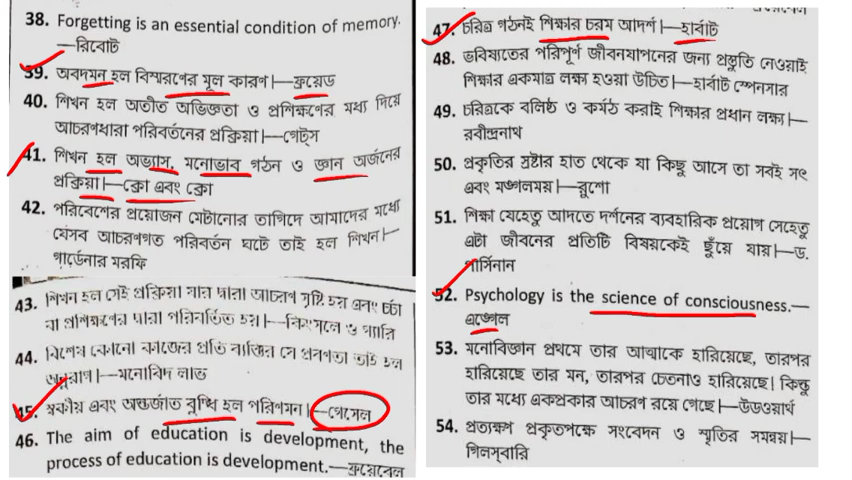 38. Forgetting is an essential condition of memory.
—রিবোট
39. অবদমন হল বিস্মরণের মূল কারণ।—ফ্রয়েড
40. শিখন হল অতীত অভিজ্ঞতা ও প্রশিক্ষণের মধ্য দিয়ে
আচরণধারা পরিবর্তনের প্রক্রিয়া।—গেট্‌স
41. শিখন হল অভ্যাস, মনোভাব গঠন ও জ্ঞান অর্জনের
প্রক্রিয়া।—ক্রো এবং ক্রো
42. পরিবেশের প্রয়োজন মেটানোর তাগিদে আমাদের মধ্যে
যেসব আচরণগত পরিবর্তন ঘটে তাই হল শিখন।—
গার্ডেনার মরফি
43. শিখন হল সেই প্রক্রিয়া যার দ্বারা আচরণ সৃষ্টি হয় এবং চর্চা
বা প্রশিক্ষণের দ্বারা পরিবর্তিত হয়।—কিংসলে ও গ্যারি
44. বিশেষ কোনো কাজের প্রতি ব্যক্তির যে প্রবণতা তাই হল
অনুরাগ।—মনোবিদ লাভ
45. স্বকীয় এবং অন্তর্জাত বৃদ্ধি হল পরিণমন।—গেসেল
46. The aim of education is development, the
process of education is development.—ফ্রয়েবেল
47. চরিত্র গঠনই শিক্ষার চরম আদর্শ।—হার্বাট
48. ভবিষ্যতের পরিপূর্ণ জীবনযাপনের জন্য প্রস্তুতি নেওয়াই
শিক্ষার একমাত্র লক্ষ্য হওয়া উচিত।—হার্বাট স্পেনসার
49. চরিত্রকে বলিষ্ঠ ও কর্মঠ করাই শিক্ষার প্রধান লক্ষ্য।—
রবীন্দ্রনাথ
50. প্রকৃতির স্রষ্টার হাত থেকে যা কিছু আসে তা সবই সৎ
এবং মঙ্গলময়।—রুশো
51. শিক্ষা যেহেতু আদতে দর্শনের ব্যবহারিক প্রয়োগ সেহেতু
এটা জীবনের প্রতিটি বিষয়কেই ছুঁয়ে যায়।—ড.
পার্সিনান
52. Psychology is the science of consciousness.—
এঞ্জেল
53. মনোবিজ্ঞান প্রথমে তার আত্মাকে হারিয়েছে, তারপর
হারিয়েছে তার মন, তারপর চেতনাও হারিয়েছে। কিন্তু
তার মধ্যে একপ্রকার আচরণ রয়ে গেছে।—উডওয়ার্থ
54. প্রত্যক্ষণ প্রকৃতপক্ষে সংবেদন ও স্মৃতির সমন্বয়।—
গিলস্‌বারি